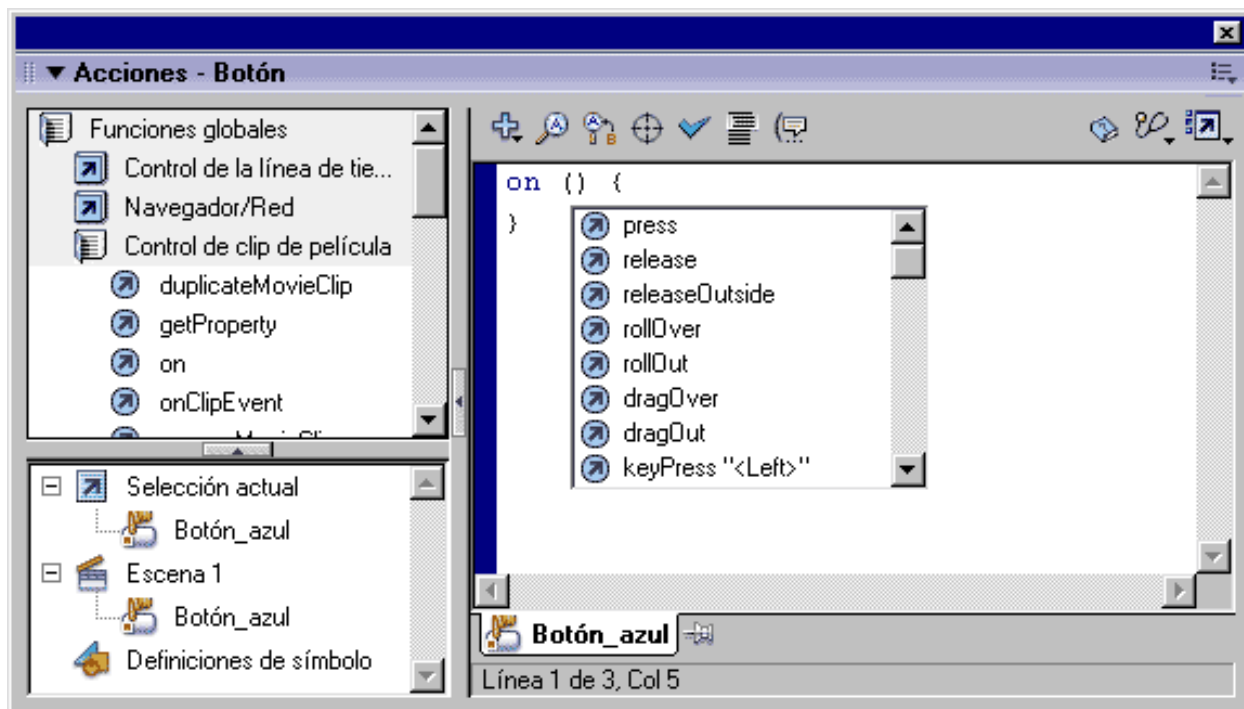 Acciones - Botón
Funciones globales
Control de la línea de tie...
Navegador/Red
Control de clip de película
duplicateMovieClip
getProperty
on
onClipEvent
Selección actual
Botón_azul
Escena 1
Botón_azul
Definiciones de símbolo
on () {
}
press
release
releaseOutside
rollOver
rollOut
dragOver
dragOut
keyPress "<Left>"
Botón_azul
Línea 1 de 3, Col 5